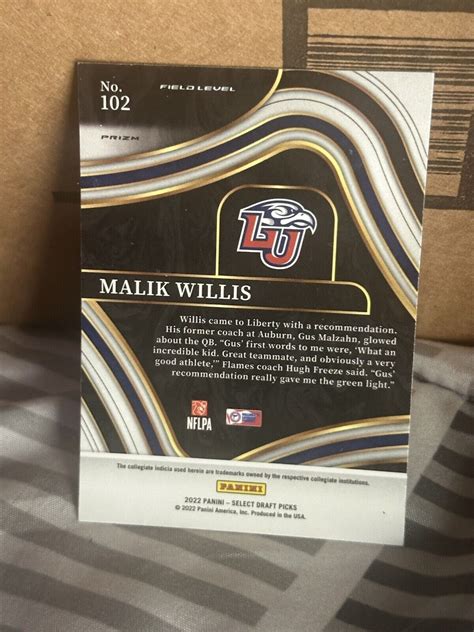 No.
102
FIELD LEVEL
PRIZM
LU
MALIK WILLIS
Willis came to Liberty with a recommendation.
His former coach at Auburn, Gus Malzahn, glowed
about the QB. “Gus’ first words to me were, ‘What an
incredible kid. Great teammate, and obviously a very
good athlete,’” Flames coach Hugh Freeze said. “Gus’
recommendation really gave me the green light.”
NFLPA
The collegiate indicia used herein are trademarks owned by the respective collegiate institutions.
PANINI
2022 PANINI – SELECT DRAFT PICKS
© 2022 Panini America, Inc. Produced in the USA.